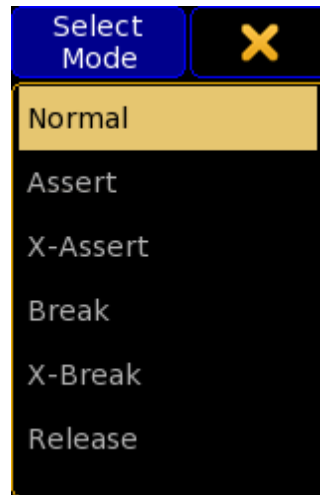 Select
Mode
Normal
Assert
X-Assert
Break
X-Break
Release